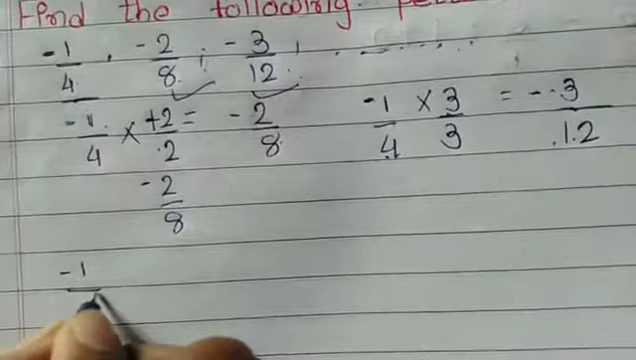 Find the following
-1/4, -2/8; -3/12, ..........
-1/4 × +2/2 = -2/8
-1/4 × 3/3 = -3/12
-2/8
-1